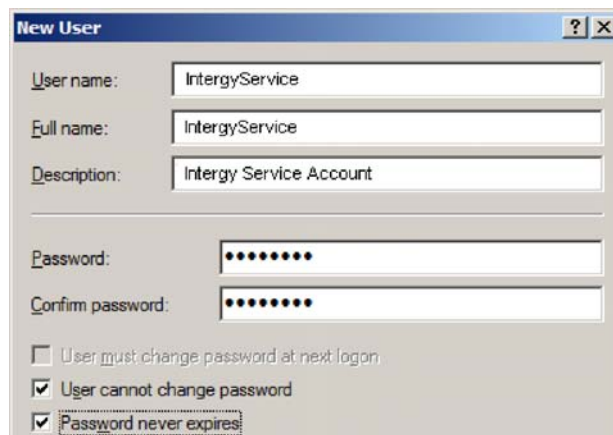 New User
User name: IntergyService
Full name: IntergyService
Description: Intergy Service Account
Password: ••••••••
Confirm password: ••••••••
User must change password at next logon
User cannot change password
Password never expires